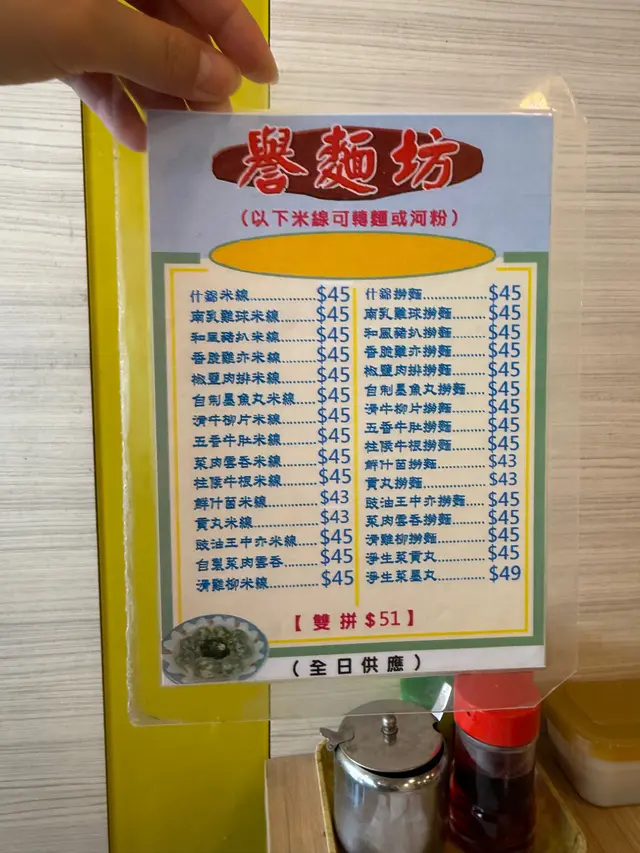 譽麵坊
（以下米線可轉麵或河粉）
什錦米線..................$45
南乳雞球米線...........$45
和風豬扒米線...........$45
香脆雞亦米線...........$45
椒鹽肉排米線...........$45
自制墨魚丸米線........$45
滑牛柳片米線...........$45
五香牛肚米線...........$45
菜肉雲吞米線...........$45
柱侯牛根米線...........$45
鮮什菌米線..............$43
貢丸米線.................$43
豉油王中亦米線........$45
自製菜肉雲吞...........$45
滑雞柳米線..............$45
什錦撈麵.................$45
南乳雞球撈麵...........$45
和風豬扒撈麵...........$45
香脆雞亦撈麵...........$45
椒鹽肉排撈麵...........$45
自制墨魚丸撈麵........$45
滑牛柳片撈麵...........$45
五香牛肚撈麵...........$45
柱侯牛根撈麵...........$45
鮮什菌撈麵..............$43
貢丸撈麵.................$43
豉油王中亦撈麵........$45
菜肉雲吞撈麵...........$45
滑雞柳撈麵..............$45
淨生菜貢丸..............$45
淨生菜墨丸..............$49
【雙拼$51】
（全日供應）